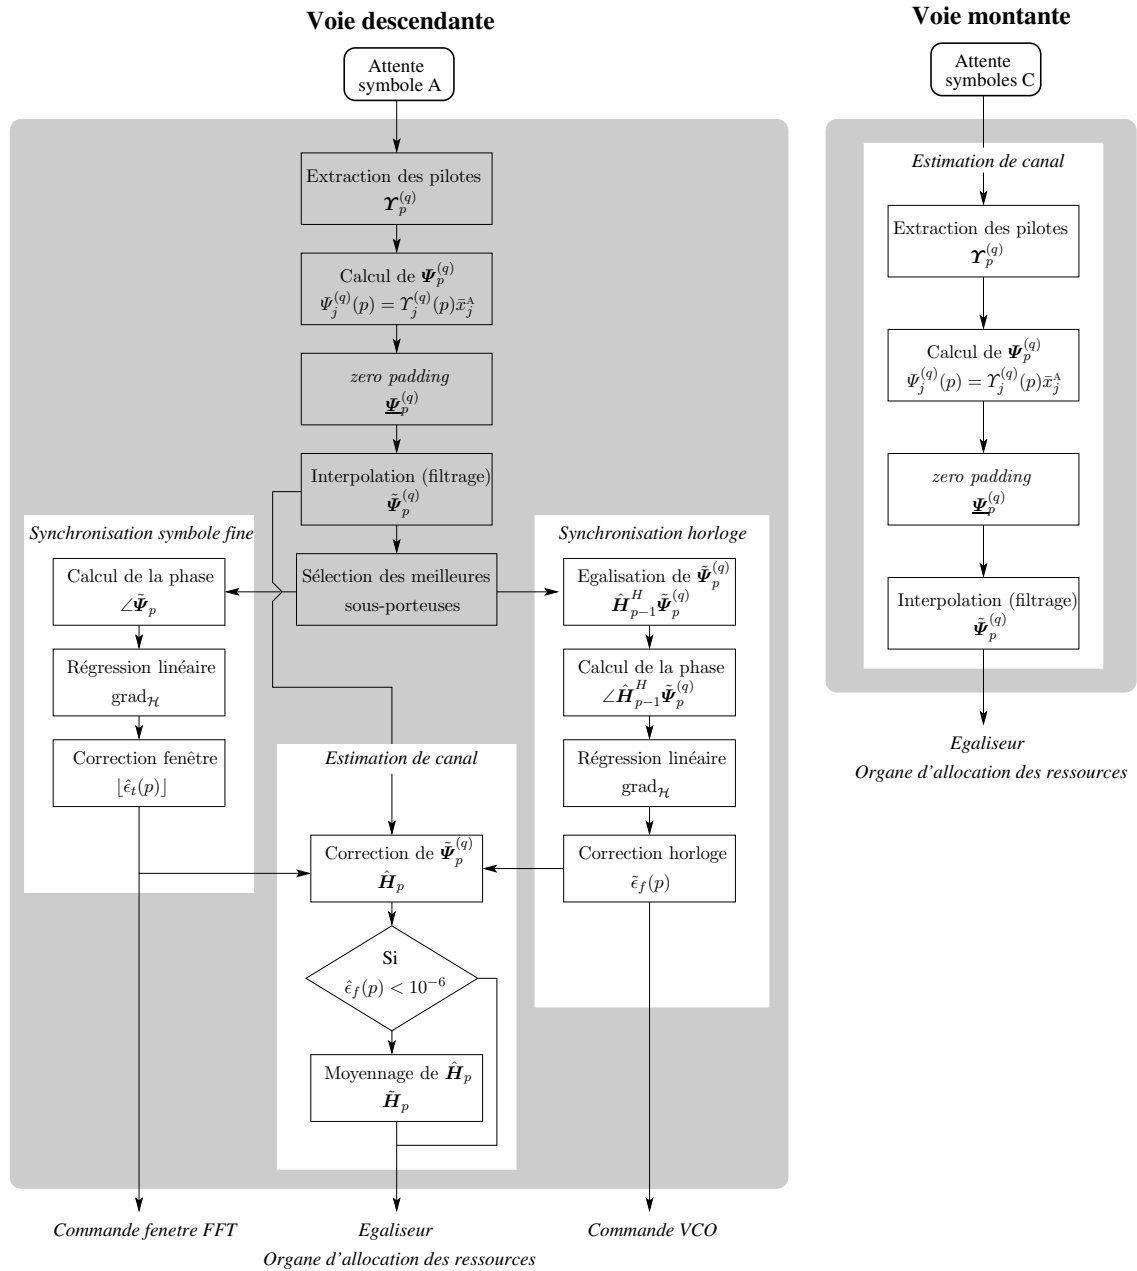 Voie descendante
Attente
symbole A
Extraction des pilotes
𝜰_p^{(q)}
Calcul de 𝜳_p^{(q)}
Ψ_j^{(q)}(p) = ϒ_j^{(q)}(p)x̄_j^A
zero padding
𝜳̲_p^{(q)}
Interpolation (filtrage)
𝜳̃_p^{(q)}
Sélection des meilleures
sous-porteuses
Synchronisation symbole fine
Calcul de la phase
∠𝜳̃_p
Régression linéaire
grad_ℋ
Correction fenêtre
⌊ϵ̂_t(p)⌋
Synchronisation horloge
Egalisation de 𝜳̃_p^{(q)}
𝑯̂_{p−1}^H 𝜳̃_p^{(q)}
Calcul de la phase
∠𝑯̂_{p−1}^H 𝜳̃_p^{(q)}
Régression linéaire
grad_ℋ
Correction horloge
ϵ̃_f(p)
Estimation de canal
Correction de 𝜳̃_p^{(q)}
𝑯̂_p
Si
ϵ̂_f(p) < 10^{−6}
Moyennage de 𝑯̂_p
𝑯̃_p
Commande fenetre FFT
Egaliseur
Organe d'allocation des ressources
Commande VCO
Voie montante
Attente
symboles C
Estimation de canal
Extraction des pilotes
𝜰_p^{(q)}
Calcul de 𝜳_p^{(q)}
Ψ_j^{(q)}(p) = ϒ_j^{(q)}(p)x̄_j^A
zero padding
𝜳̲_p^{(q)}
Interpolation (filtrage)
𝜳̃_p^{(q)}
Egaliseur
Organe d'allocation des ressources